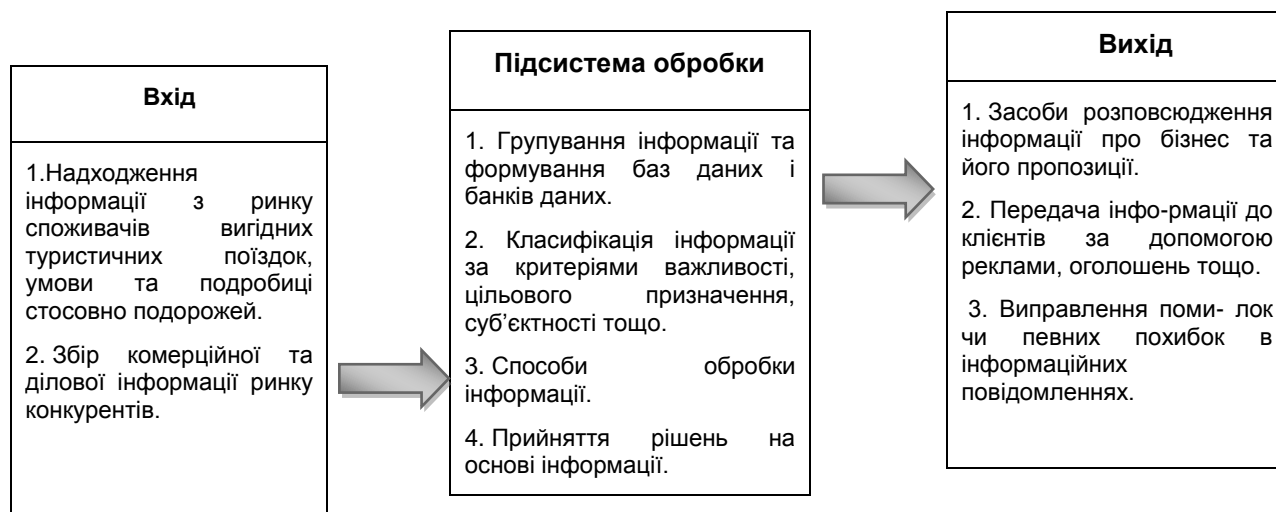 Вхід
1.Надходження
інформації з ринку
споживачів вигідних
туристичних поїздок,
умови та подробиці
стосовно подорожей.
2. Збір комерційної та
ділової інформації ринку
конкурентів.
Підсистема обробки
1. Групування інформації та
формування баз даних і
банків даних.
2. Класифікація інформації
за критеріями важливості,
цільового призначення,
суб’єктності тощо.
3. Способи обробки
інформації.
4. Прийняття рішень на
основі інформації.
Вихід
1. Засоби розповсюдження
інформації про бізнес та
його пропозиції.
2. Передача інфо-рмації до
клієнтів за допомогою
реклами, оголошень тощо.
3. Виправлення поми- лок
чи певних похибок в
інформаційних
повідомленнях.